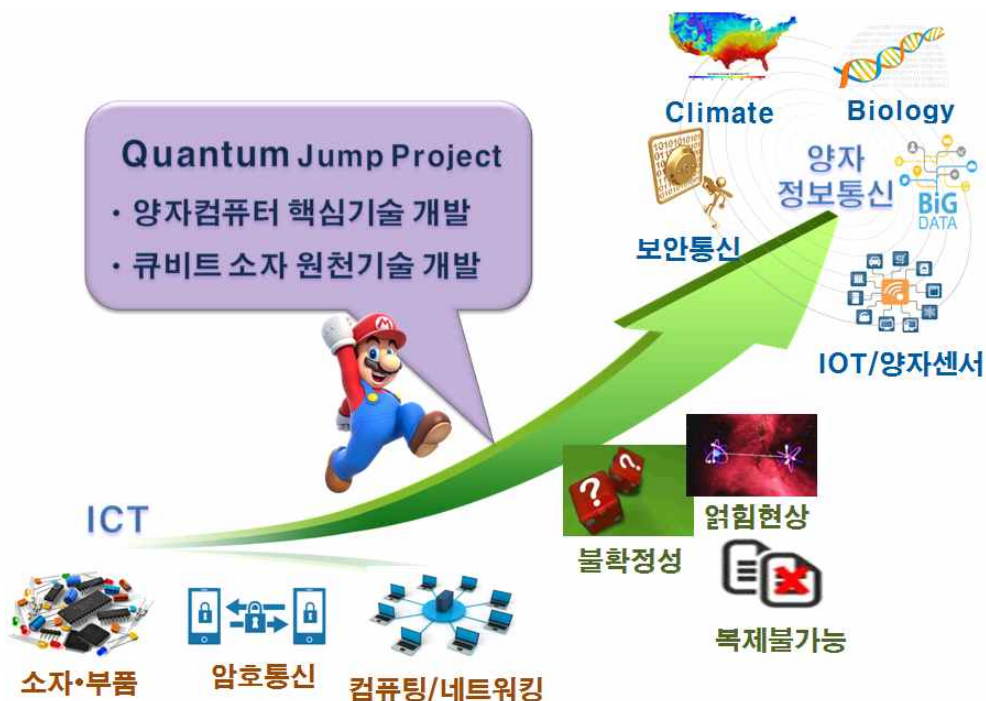 Climate
Biology
Quantum Jump Project
· 양자컴퓨터 핵심기술 개발
· 큐비트 소자 원천기술 개발
양자
정보통신
BiG
DATA
보안통신
IOT/양자센서
ICT
? ?
얽힘현상
불확정성
복제불가능
소자•부품
암호통신
컴퓨팅/네트워킹
M